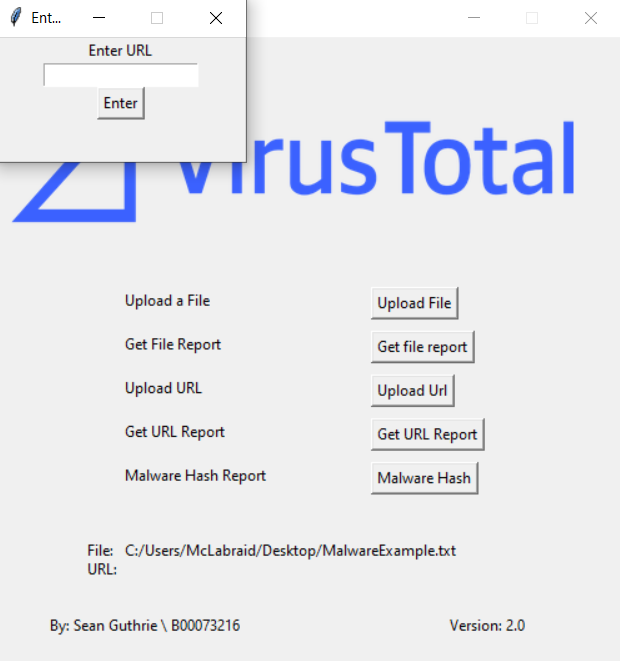 Ent...
Enter URL
Enter
VirusTotal
Upload a File Upload File
Get File Report Get file report
Upload URL Upload Url
Get URL Report Get URL Report
Malware Hash Report Malware Hash
File: C:/Users/McLabraid/Desktop/MalwareExample.txt
URL:
By: Sean Guthrie \ B00073216 Version: 2.0